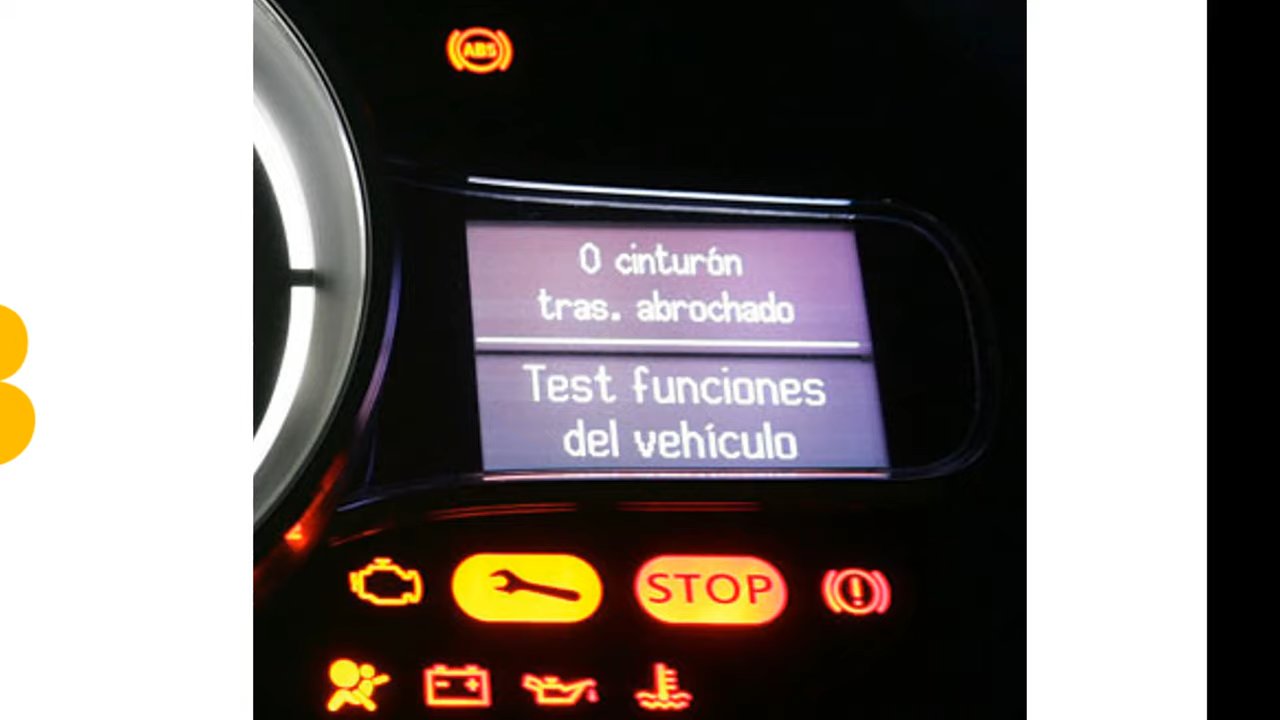 ABS
0 cinturón
tras. abrochado
Test funciones
del vehículo
STOP